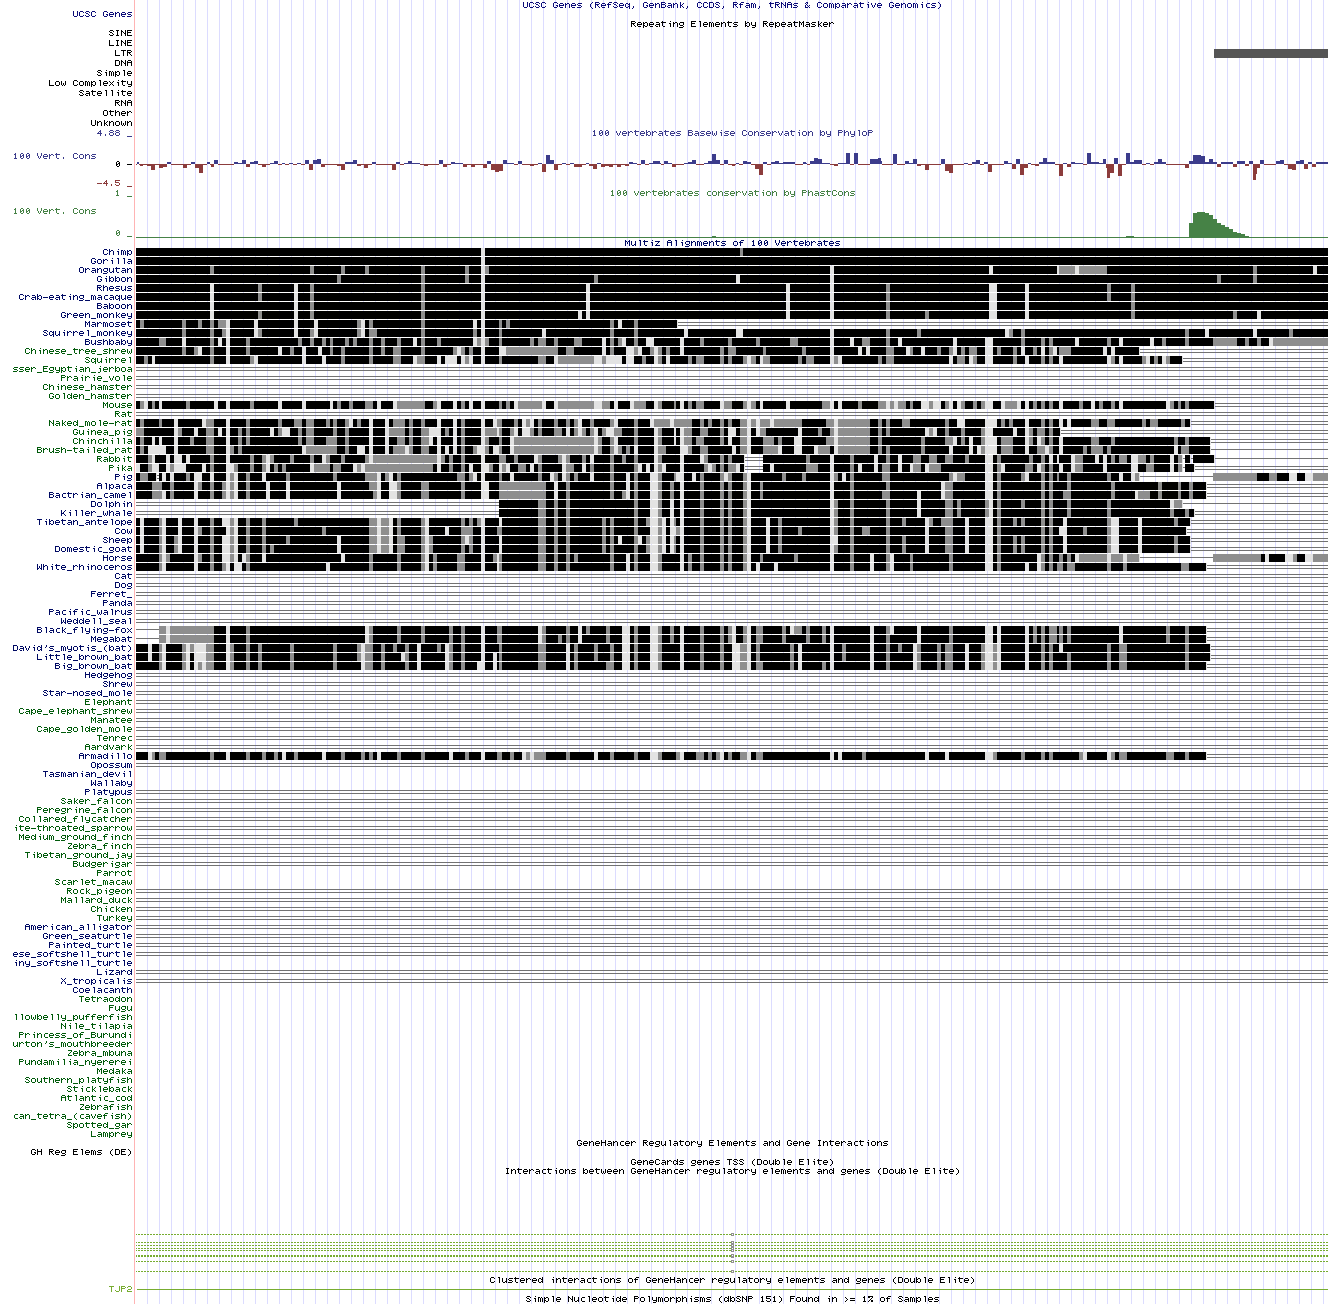 UCSC Genes (RefSeq, GenBank, CCDS, Rfam, tRNAs & Comparative Genomics)
UCSC Genes
Repeating Elements by RepeatMasker
SINE
LINE
LTR
DNA
Simple
Low Complexity
Satellite
RNA
Other
Unknown
4.88 _
100 vertebrates Basewise Conservation by PhyloP
100 Vert. Cons
0 -
-4.5 _
1 _
100 vertebrates conservation by PhastCons
100 Vert. Cons
0 _
Multiz Alignments of 100 Vertebrates
Chimp
Gorilla
Orangutan
Gibbon
Rhesus
Crab-eating_macaque
Baboon
Green_monkey
Marmoset
Squirrel_monkey
Bushbaby
Chinese_tree_shrew
Squirrel
sser_Egyptian_jerboa
Prairie_vole
Chinese_hamster
Golden_hamster
Mouse
Rat
Naked_mole-rat
Guinea_pig
Chinchilla
Brush-tailed_rat
Rabbit
Pika
Pig
Alpaca
Bactrian_camel
Dolphin
Killer_whale
Tibetan_antelope
Cow
Sheep
Domestic_goat
Horse
White_rhinoceros
Cat
Dog
Ferret_
Panda
Pacific_walrus
Weddell_seal
Black_flying-fox
Megabat
David's_myotis_(bat)
Little_brown_bat
Big_brown_bat
Hedgehog
Shrew
Star-nosed_mole
Elephant
Cape_elephant_shrew
Manatee
Cape_golden_mole
Tenrec
Aardvark
Armadillo
Opossum
Tasmanian_devil
Wallaby
Platypus
Saker_falcon
Peregrine_falcon
Collared_flycatcher
ite-throated_sparrow
Medium_ground_finch
Zebra_finch
Tibetan_ground_jay
Budgerigar
Parrot
Scarlet_macaw
Rock_pigeon
Mallard_duck
Chicken
Turkey
American_alligator
Green_seaturtle
Painted_turtle
ese_softshell_turtle
iny_softshell_turtle
Lizard
X_tropicalis
Coelacanth
Tetraodon
Fugu
llowbelly_pufferfish
Nile_tilapia
Princess_of_Burundi
urton's_mouthbreeder
Zebra_mbuna
Pundamilia_nyererei
Medaka
Southern_platyfish
Stickleback
Atlantic_cod
Zebrafish
can_tetra_(cavefish)
Spotted_gar
Lamprey
GeneHancer Regulatory Elements and Gene Interactions
GH Reg Elems (DE)
GeneCards genes TSS (Double Elite)
Interactions between GeneHancer regulatory elements and genes (Double Elite)
Clustered interactions of GeneHancer regulatory elements and genes (Double Elite)
TJP2
Simple Nucleotide Polymorphisms (dbSNP 151) Found in >= 1% of Samples